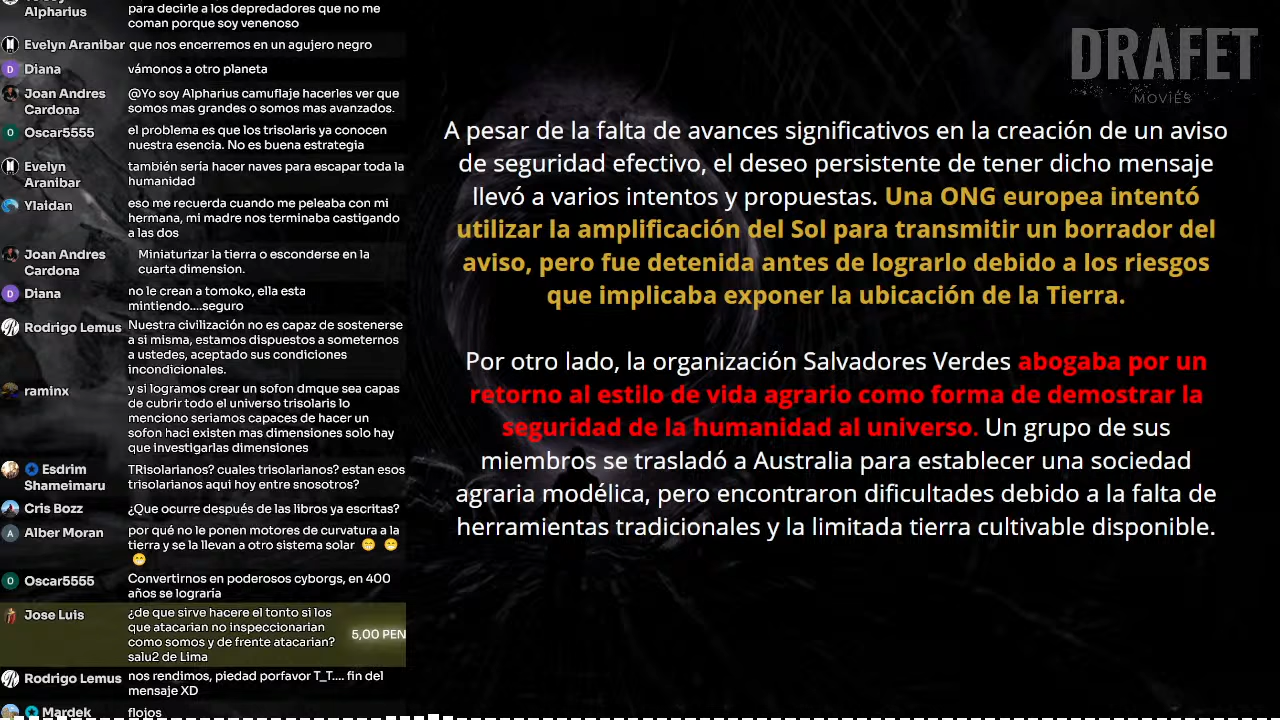 Alpharius
para decirle a los depredadores que no me
coman porque soy venenoso
Evelyn Aranibar que nos encerremos en un agujero negro
Diana vámonos a otro planeta
Joan Andres
Cardona
@Yo soy Alpharius camuflaje hacerles ver que
somos mas grandes o somos mas avanzados.
Oscar5555
el problema es que los trisolaris ya conocen
nuestra esencia. No es buena estrategia
Evelyn
Aranibar
también sería hacer naves para escapar toda la
humanidad
Ylaidan
eso me recuerda cuando me peleaba con mi
hermana, mi madre nos terminaba castigando
a las dos
Joan Andres
Cardona
Miniaturizar la tierra o esconderse en la
cuarta dimension.
Diana
no le crean a tomoko, ella esta
mintiendo....seguro
Rodrigo Lemus
Nuestra civilización no es capaz de sostenerse
a si misma, estamos dispuestos a someternos
a ustedes, aceptado sus condiciones
incondicionales.
raminx
y si logramos crear un sofon dmque sea capas
de cubrir todo el universo trisolaris lo
menciono seriamos capaces de hacer un
sofon haci existen mas dimensiones solo hay
que investigarlas dimensiones
Esdrim
Shameimaru
TRisolarianos? cuales trisolarianos? estan esos
trisolarianos aqui hoy entre snosotros?
Cris Bozz ¿Que ocurre después de las libros ya escritas?
A Alber Moran
por qué no le ponen motores de curvatura a la
tierra y se la llevan a otro sistema solar 😁 😁
😁
Oscar5555
Convertirnos en poderosos cyborgs, en 400
años se lograria
Jose Luis
¿de que sirve hacere el tonto si los
que atacarian no inspeccionarian
como somos y de frente atacarian?
salu2 de Lima
5,00 PEN
Rodrigo Lemus
nos rendimos, piedad porfavor T_T.... fin del
mensaje XD
Mardek flojos
DRAFET
MOVIES
A pesar de la falta de avances significativos en la creación de un aviso
de seguridad efectivo, el deseo persistente de tener dicho mensaje
llevó a varios intentos y propuestas. Una ONG europea intentó
utilizar la amplificación del Sol para transmitir un borrador del
aviso, pero fue detenida antes de lograrlo debido a los riesgos
que implicaba exponer la ubicación de la Tierra.
Por otro lado, la organización Salvadores Verdes abogaba por un
retorno al estilo de vida agrario como forma de demostrar la
seguridad de la humanidad al universo. Un grupo de sus
miembros se trasladó a Australia para establecer una sociedad
agraria modélica, pero encontraron dificultades debido a la falta de
herramientas tradicionales y la limitada tierra cultivable disponible.